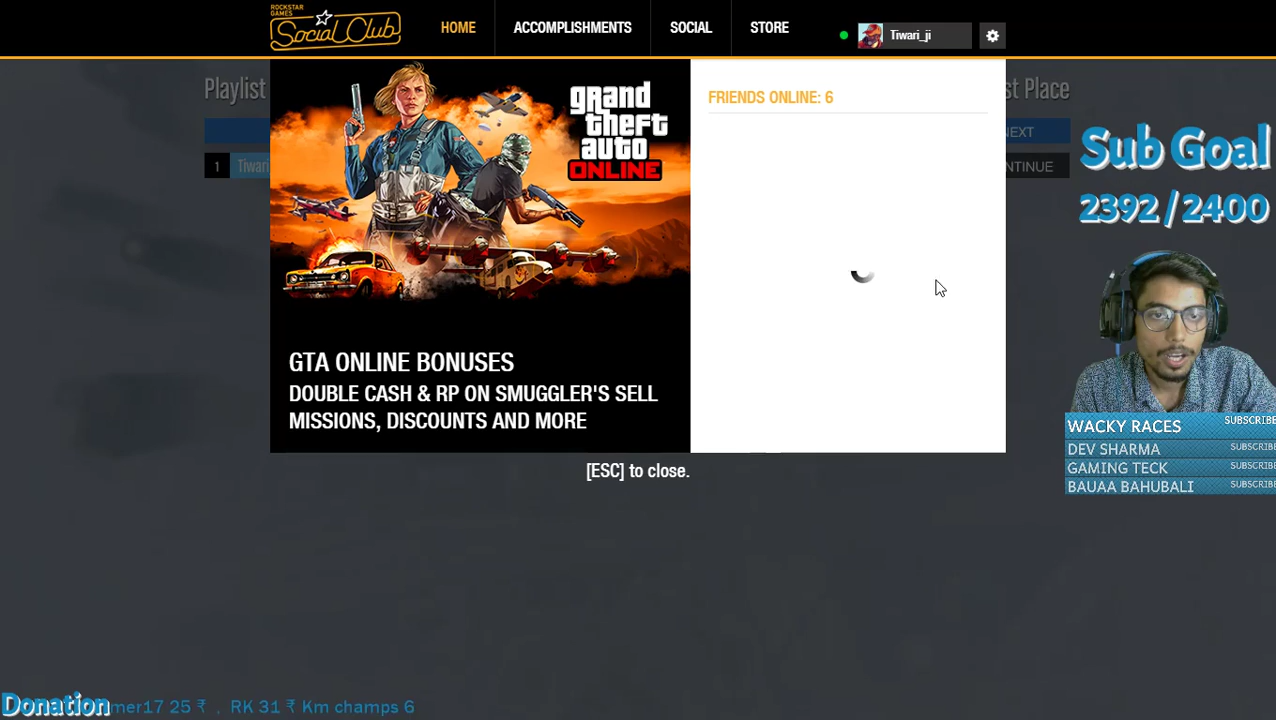 ROCKSTAR
GAMES
Social Club
HOME
ACCOMPLISHMENTS
SOCIAL
STORE
Tiwari_ji
Playlist
st Place
NEXT
1 Tiwari
NTINUE
FRIENDS ONLINE: 6
grand
theft
auto
ONLINE
GTA ONLINE BONUSES
DOUBLE CASH & RP ON SMUGGLER'S SELL
MISSIONS, DISCOUNTS AND MORE
[ESC] to close.
Sub Goal
2392 / 2400
WACKY RACES SUBSCRIBE
DEV SHARMA SUBSCRIBE
GAMING TECK SUBSCRIBE
BAUAA BAHUBALI SUBSCRIBE
Donation mer17 25 ₹ , RK 31 ₹ Km champs 6